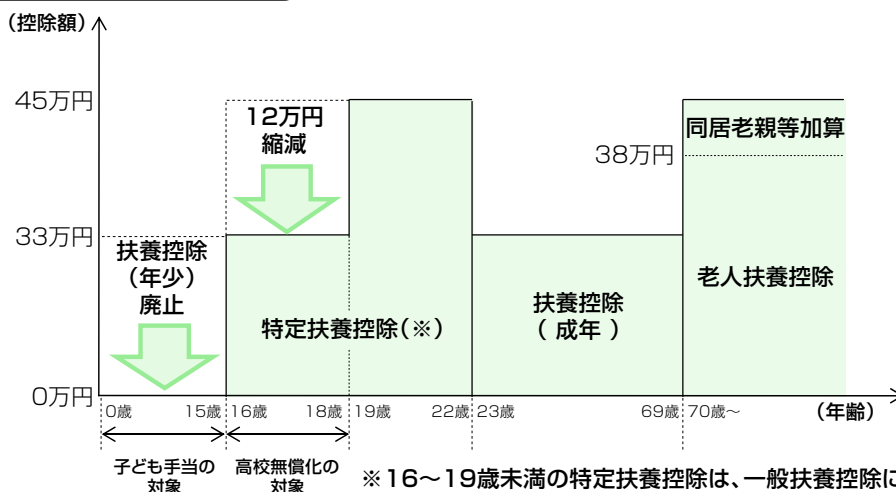 (控除額)
45万円
12万円
縮減
同居老親等加算
38万円
33万円
扶養控除
(年少)
廃止
特定扶養控除(※)
扶養控除
( 成年 )
老人扶養控除
0万円
0歳 15歳 16歳 18歳 19歳 22歳 23歳 69歳 70歳~ (年齢)
子ども手当の
対象
高校無償化の
対象
※16~19歳未満の特定扶養控除は、一般扶養控除に